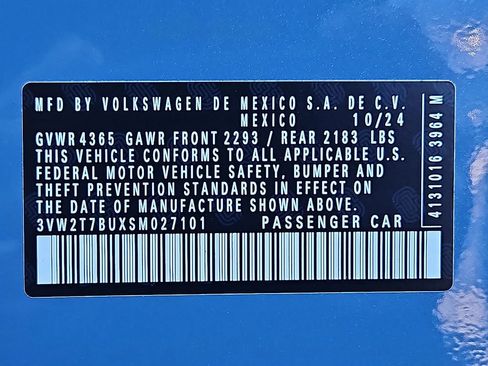 MFD BY VOLKSWAGEN DE MEXICO S.A. DE C.V.
MEXICO 10/24
GVWR 4365 GAWR FRONT 2293 / REAR 2183 LBS
THIS VEHICLE CONFORMS TO ALL APPLICABLE U.S.
FEDERAL MOTOR VEHICLE SAFETY, BUMPER AND
THEFT PREVENTION STANDARDS IN EFFECT ON
THE DATE OF MANUFACTURE SHOWN ABOVE.
3VW2T7BUXSM027101 PASSENGER CAR
4131016 3964 M